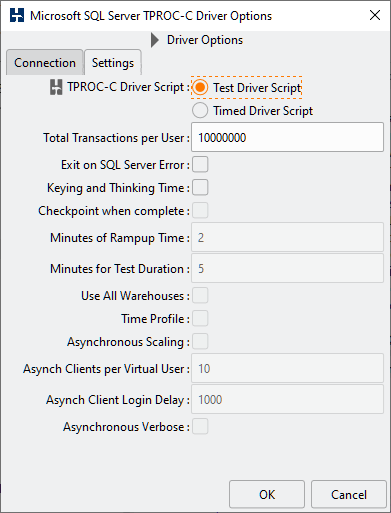 Microsoft SQL Server TPROC-C Driver Options
Driver Options
Connection Settings
TPROC-C Driver Script : Test Driver Script
Timed Driver Script
Total Transactions per User : 10000000
Exit on SQL Server Error :
Keying and Thinking Time :
Checkpoint when complete :
Minutes of Rampup Time : 2
Minutes for Test Duration : 5
Use All Warehouses :
Time Profile :
Asynchronous Scaling :
Asynch Clients per Virtual User : 10
Asynch Client Login Delay : 1000
Asynchronous Verbose :
OK Cancel